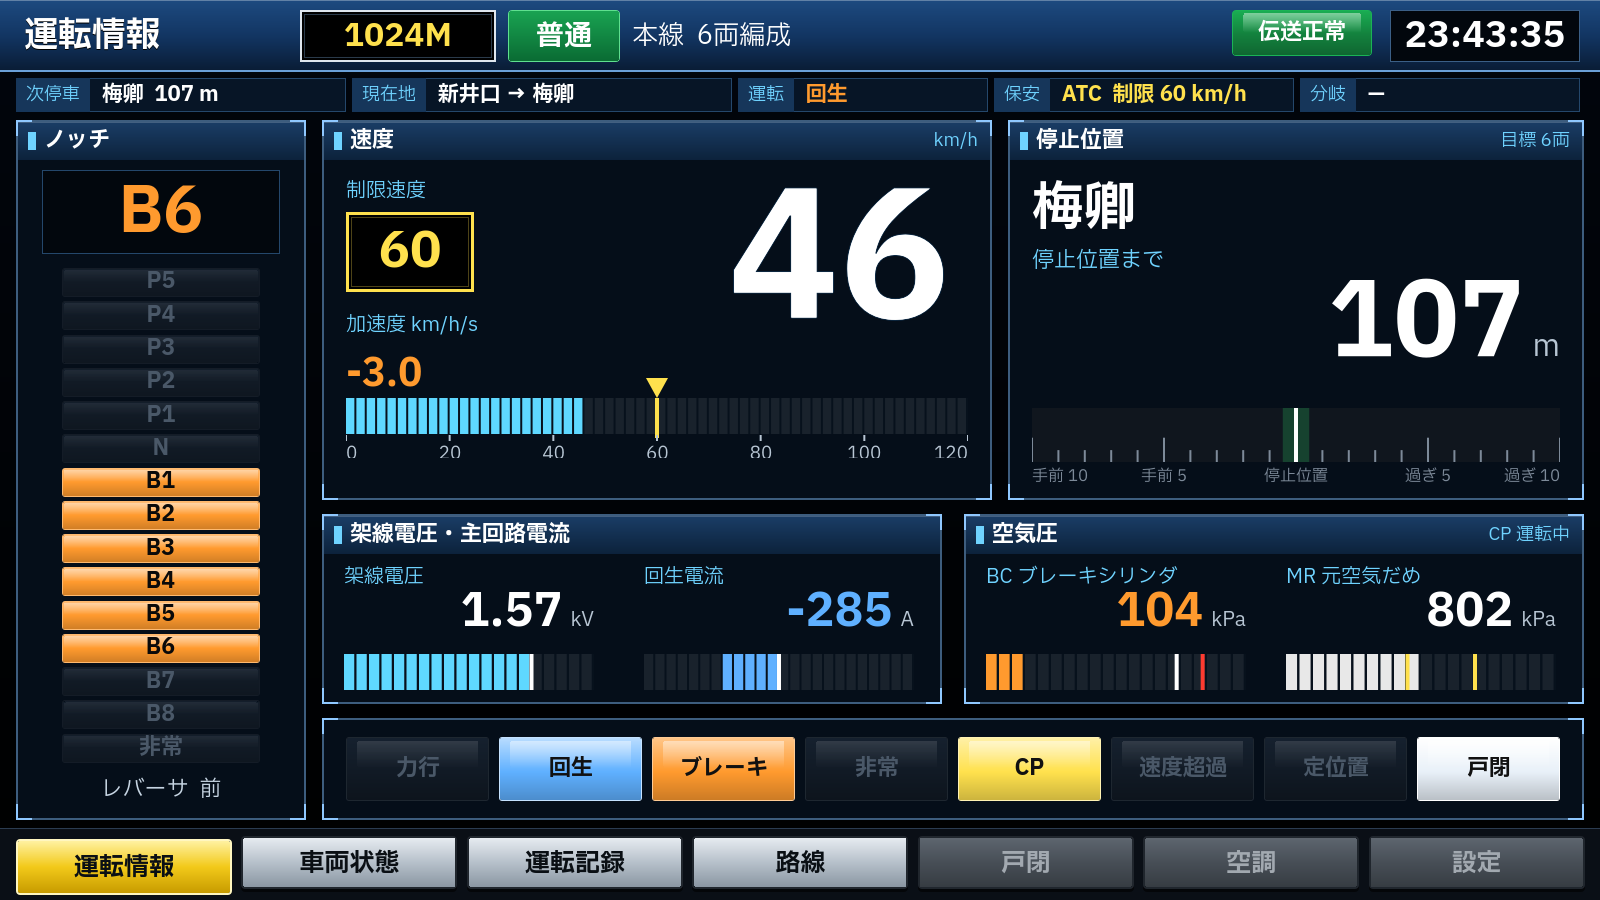 運転情報 1024M 普通 本線 6両編成 伝送正常 23:43:35
次停車 梅卿 107 m 現在地 新井口 → 梅卿 運転 回生 保安 ATC 制限 60 km/h 分岐 −
ノッチ
B6
P5
P4
P3
P2
P1
N
B1
B2
B3
B4
B5
B6
B7
B8
非常
レバーサ 前
速度 km/h
制限速度
60
46
加速度 km/h/s
-3.0
0 20 40 60 80 100 120
停止位置 目標 6両
梅卿
停止位置まで
107 m
手前 10 手前 5 停止位置 過ぎ 5 過ぎ 10
架線電圧・主回路電流
架線電圧 回生電流
1.57 kV -285 A
空気圧 CP 運転中
BC ブレーキシリンダ MR 元空気だめ
104 kPa 802 kPa
力行 回生 ブレーキ 非常 CP 速度超過 定位置 戸閉
運転情報 車両状態 運転記録 路線 戸閉 空調 設定